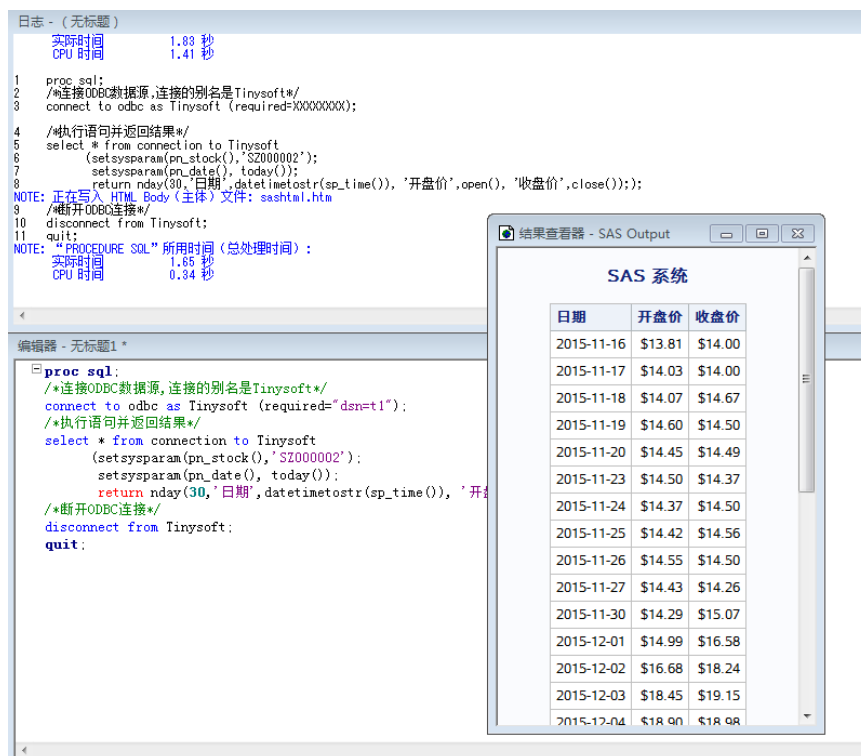 日志 - （无标题）
实际时间 1.83 秒
CPU 时间 1.41 秒
1 proc sql;
2 /*连接ODBC数据源,连接的别名是Tinysoft*/
3 connect to odbc as Tinysoft (required=XXXXXXXX);
4 /*执行语句并返回结果*/
5 select * from connection to Tinysoft
6 (setsysparam(pn_stock(),'SZ000002');
7 setsysparam(pn_date(), today());
8 return nday(30,'日期',datetimetostr(sp_time()), '开盘价',open(), '收盘价',close()););
NOTE: 正在写入 HTML Body（主体）文件: sashtml.htm
9 /*断开ODBC连接*/
10 disconnect from Tinysoft;
11 quit;
NOTE: “PROCEDURE SQL”所用时间（总处理时间）:
实际时间 1.65 秒
CPU 时间 0.34 秒
编辑器 - 无标题1 *
proc sql;
/*连接ODBC数据源,连接的别名是Tinysoft*/
connect to odbc as Tinysoft (required="dsn=t1");
/*执行语句并返回结果*/
select * from connection to Tinysoft
(setsysparam(pn_stock(),'SZ000002');
setsysparam(pn_date(), today());
return nday(30,'日期',datetimetostr(sp_time()), '开
/*断开ODBC连接*/
disconnect from Tinysoft;
quit;
结果查看器 - SAS Output
SAS 系统
日期 开盘价 收盘价
2015-11-16 $13.81 $14.00
2015-11-17 $14.03 $14.00
2015-11-18 $14.07 $14.67
2015-11-19 $14.60 $14.50
2015-11-20 $14.45 $14.49
2015-11-23 $14.50 $14.37
2015-11-24 $14.37 $14.50
2015-11-25 $14.42 $14.56
2015-11-26 $14.55 $14.50
2015-11-27 $14.43 $14.26
2015-11-30 $14.29 $15.07
2015-12-01 $14.99 $16.58
2015-12-02 $16.68 $18.24
2015-12-03 $18.45 $19.15
2015-12-04 $18.90 $18.98